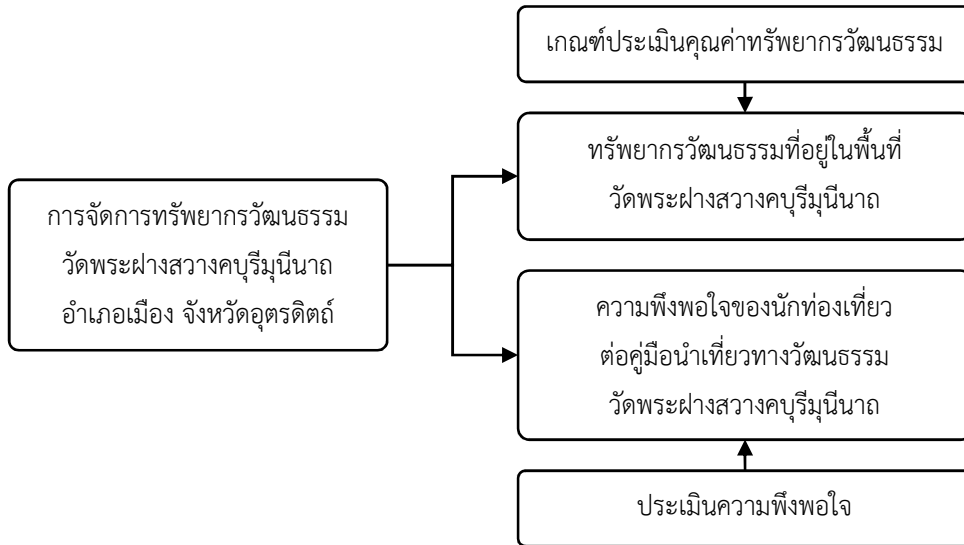 เกณฑ์ประเมินคุณค่าทรัพยากรวัฒนธรรม
ทรัพยากรวัฒนธรรมที่อยู่ในพื้นที่
วัดพระฝางสวางคบุรีมุนีนาถ
การจัดการทรัพยากรวัฒนธรรม
วัดพระฝางสวางคบุรีมุนีนาถ
อำเภอเมือง จังหวัดอุตรดิตถ์
ความพึงพอใจของนักท่องเที่ยว
ต่อคู่มือนำเที่ยวทางวัฒนธรรม
วัดพระฝางสวางคบุรีมุนีนาถ
ประเมินความพึงพอใจ